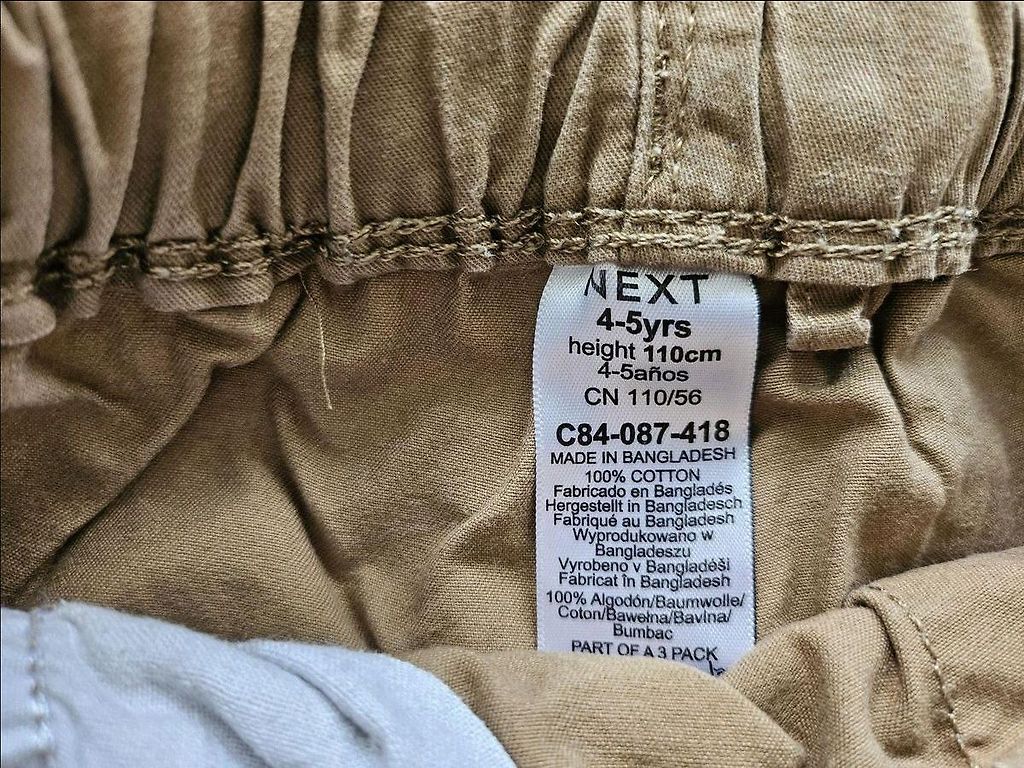 NEXT
4-5yrs
height 110cm
4-5años
CN 110/56
C84-087-418
MADE IN BANGLADESH
100% COTTON
Fabricado en Bangladés
Hergestellt in Bangladesch
Fabriqué au Bangladesh
Wyprodukowano w
Bangladeszu
Vyrobeno v Bangladéši
Fabricat în Bangladesh
100% Algodón/Baumwolle/
Coton/Bawełna/Bavlna/
Bumbac
PART OF A 3 PACK